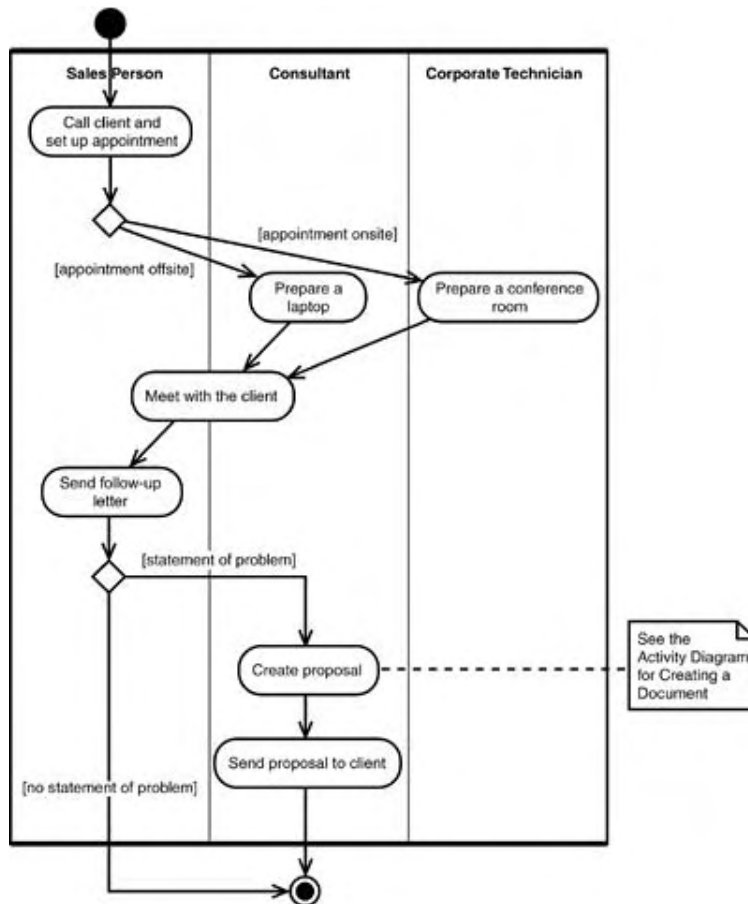 Sales Person
Consultant
Corporate Technician
Call client and
set up appointment
[appointment onsite]
[appointment offsite]
Prepare a
laptop
Prepare a conference
room
Meet with the client
Send follow-up
letter
[statement of problem]
Create proposal
See the
Activity Diagram
for Creating a
Document
Send proposal to client
[no statement of problem]